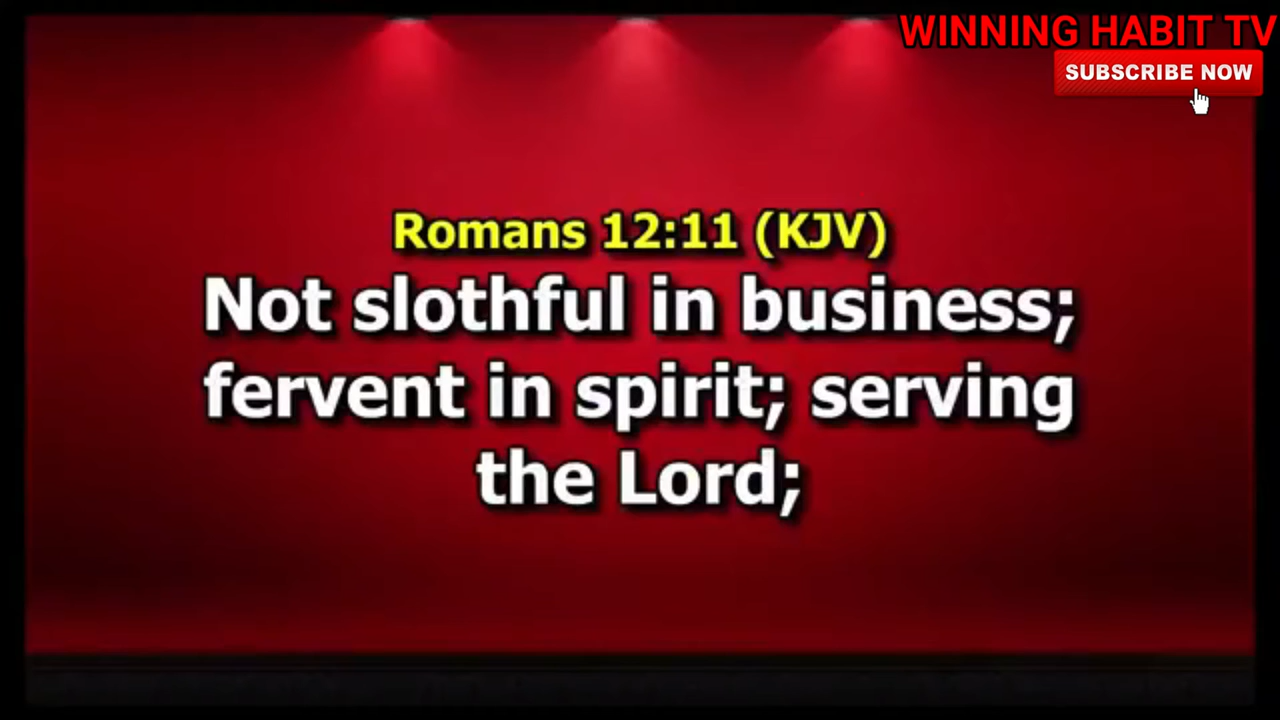 WINNING HABIT TV
SUBSCRIBE NOW
Romans 12:11 (KJV)
Not slothful in business;
fervent in spirit; serving
the Lord;